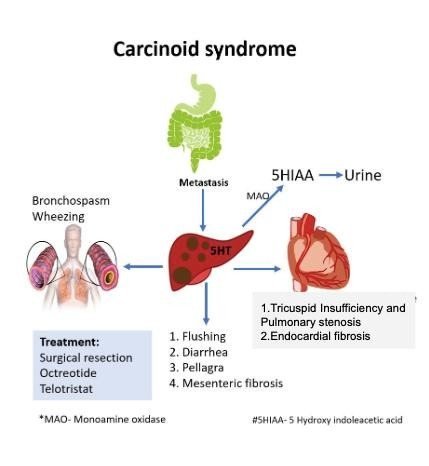 Carcinoid syndrome
Metastasis
5HIAA
Urine
MAO
Bronchospasm
Wheezing
5HT
1.Tricuspid Insufficiency and
Pulmonary stenosis
2.Endocardial fibrosis
Treatment:
Surgical resection
Octreotide
Telotristat
1. Flushing
2. Diarrhea
3. Pellagra
4. Mesenteric fibrosis
*MAO- Monoamine oxidase
#5HIAA- 5 Hydroxy indoleacetic acid